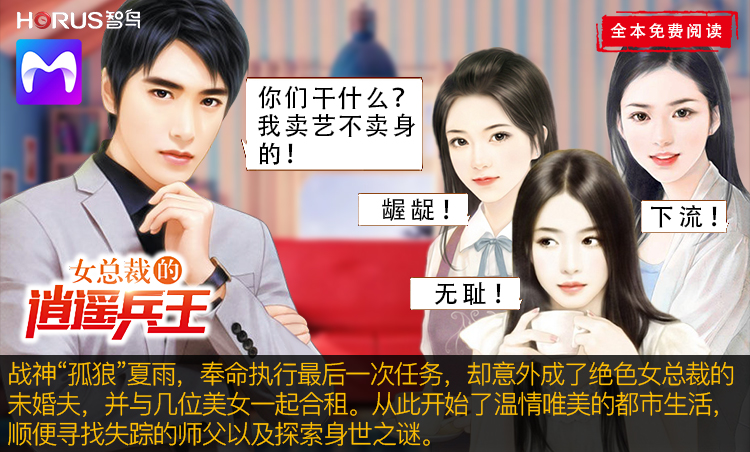 HORUS智鸟
全本免费阅读
你们干什么？
我卖艺不卖身
的！
龌龊！
下流！
无耻！
女总裁的
逍遥兵王
战神“孤狼”夏雨，奉命执行最后一次任务，却意外成了绝色女总裁的
未婚夫，并与几位美女一起合租。从此开始了温情唯美的都市生活，
顺便寻找失踪的师父以及探索身世之谜。